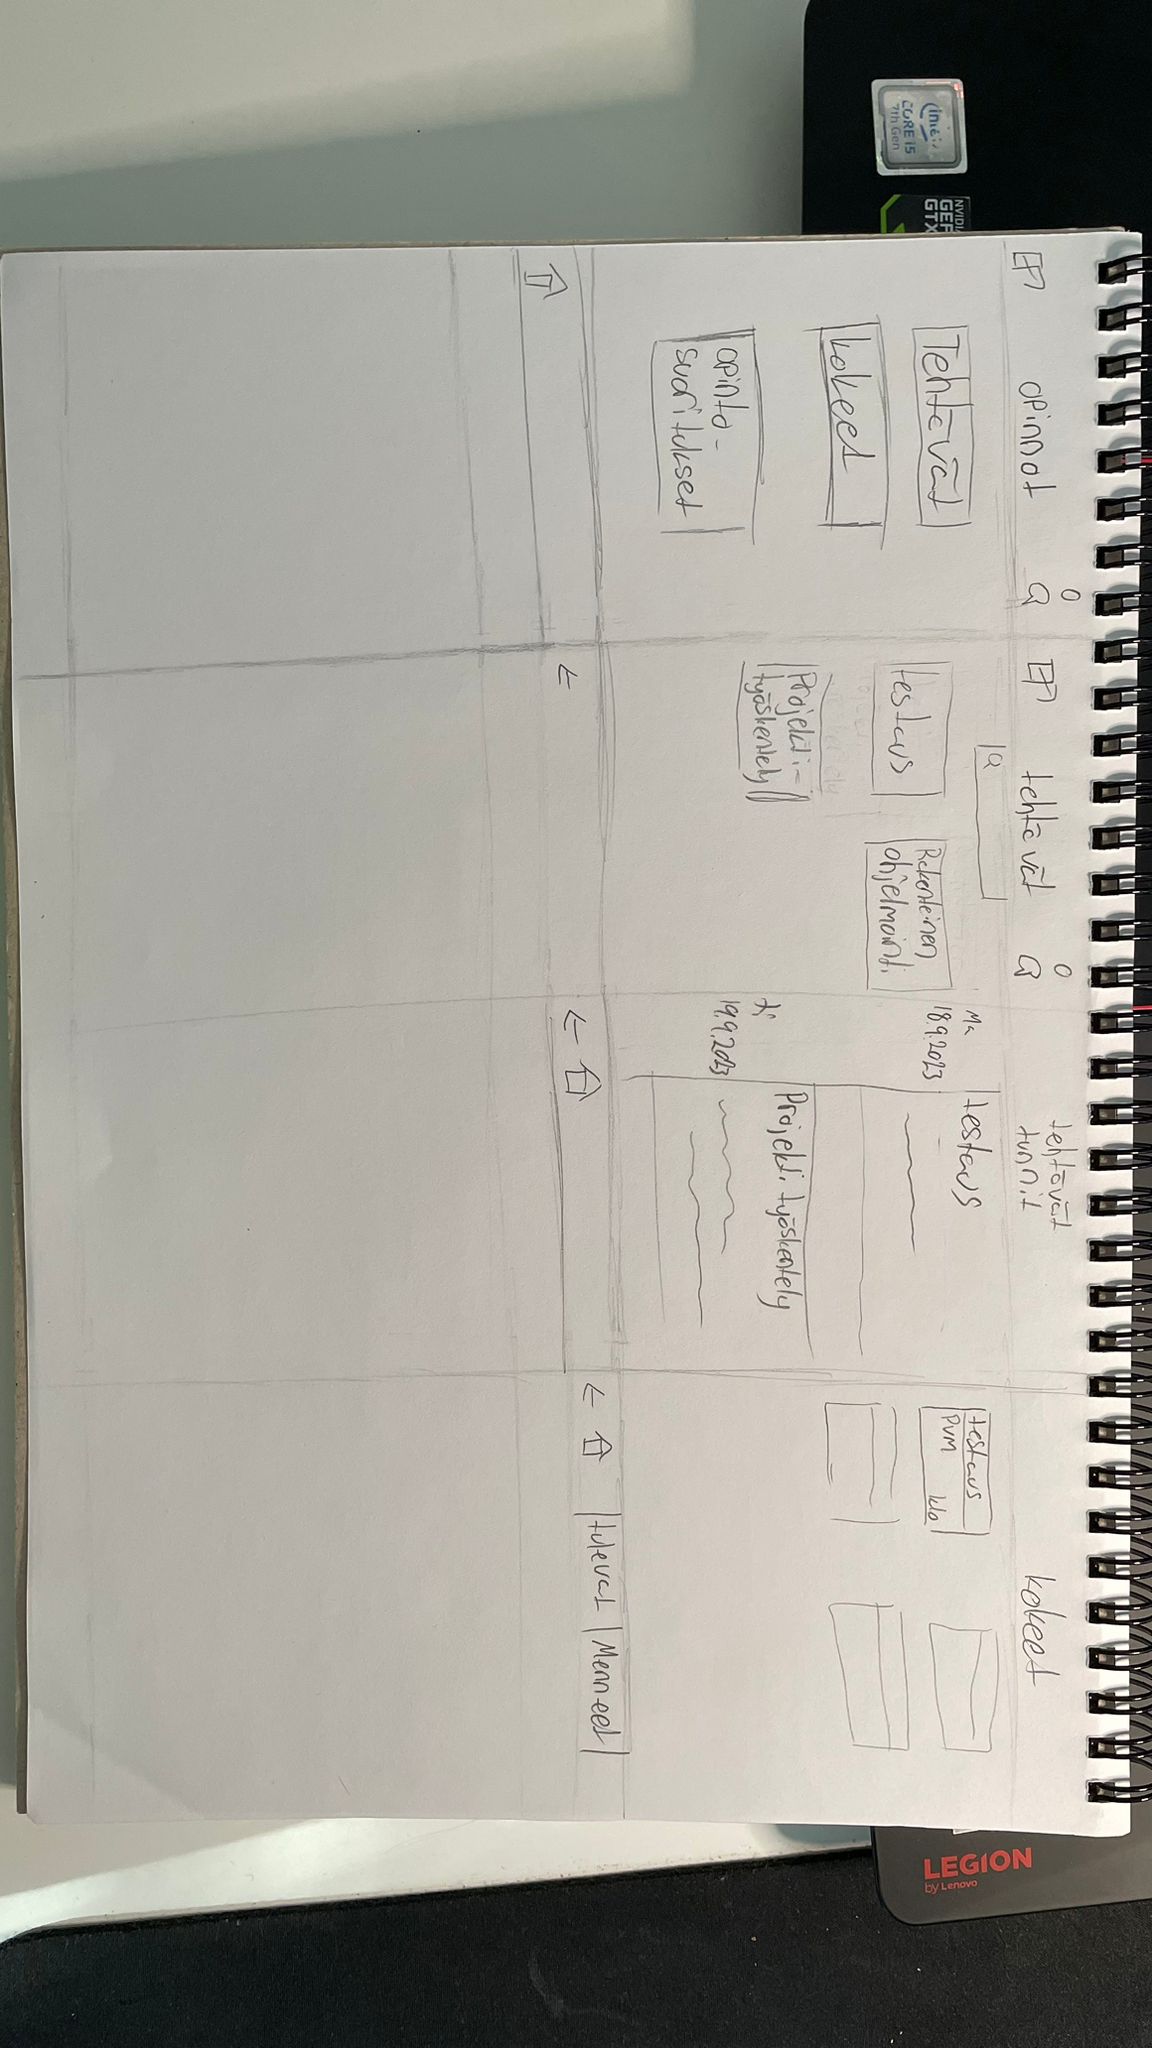 opinnot
Tehtävät
kokeet
opinto-
suoritukset
tehtävät
testaus
Rakenteinen
ohjelmointi
Projekti-
työskentely
tehtävät
tunnit
Ma
18.9.2023
testaus
ti
19.9.2023
Projekti työskentely
kokeet
testaus
PVM klo
tulevat Menneet
intel
CORE i5
7th Gen
NVIDIA
GTX
LEGION
by Lenovo